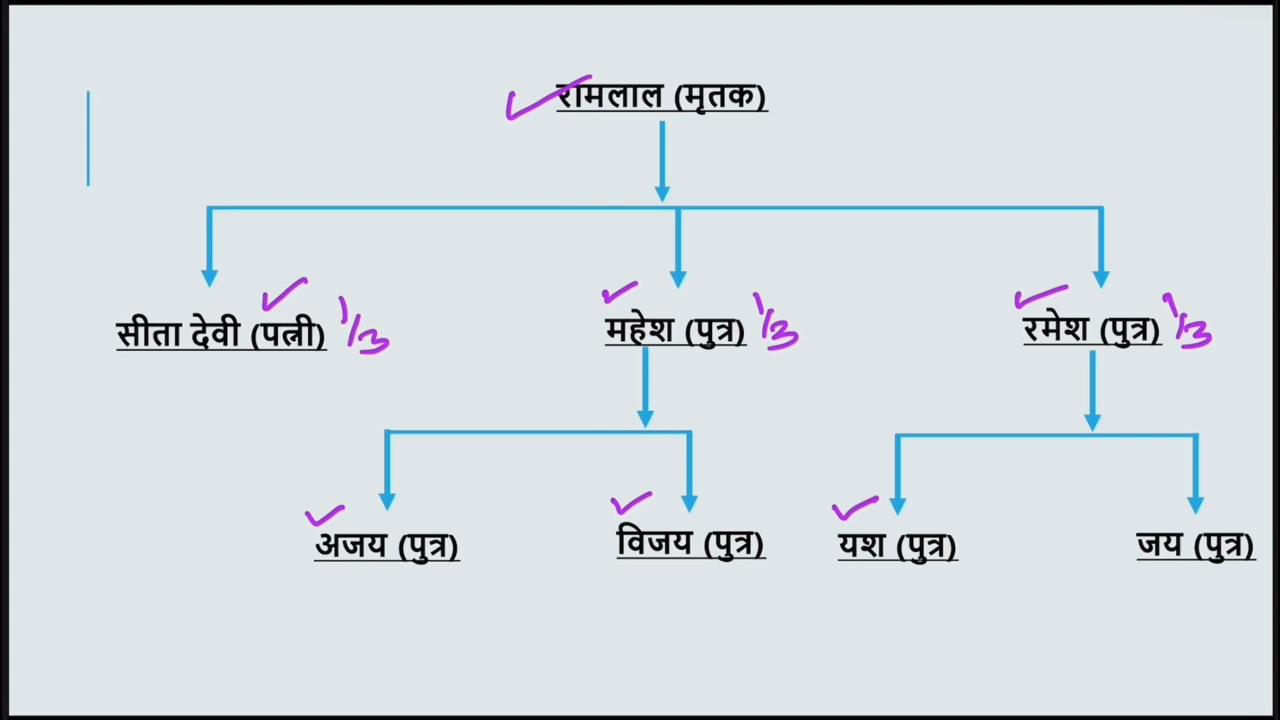 रामलाल (मृतक)
सीता देवी (पत्नी) 1/3
महेश (पुत्र) 1/3
रमेश (पुत्र) 1/3
अजय (पुत्र)
विजय (पुत्र)
यश (पुत्र)
जय (पुत्र)